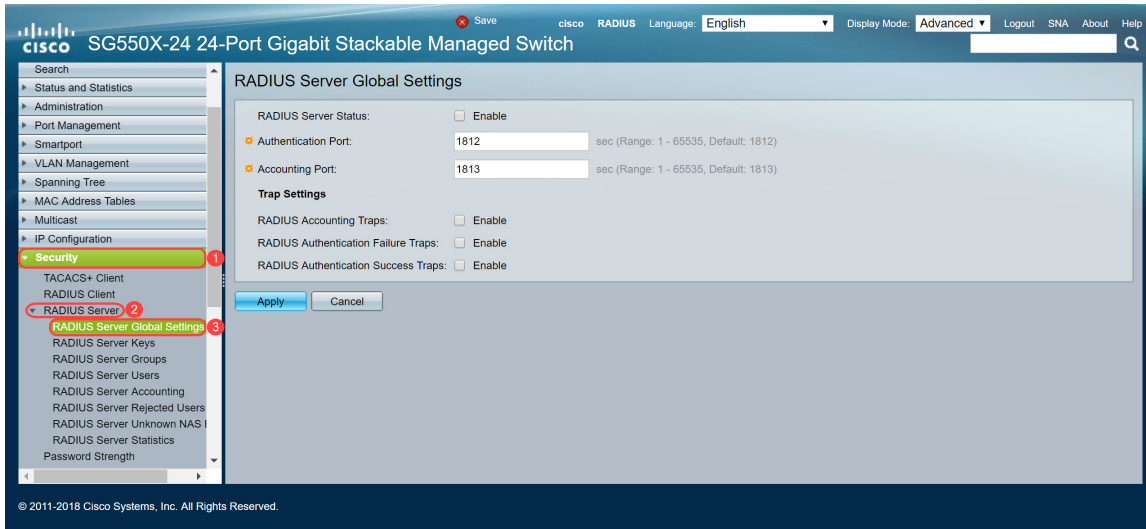 Save cisco RADIUS Language: English Display Mode: Advanced Logout SNA About Help
CISCO SG550X-24 24-Port Gigabit Stackable Managed Switch
Search
Status and Statistics
Administration
Port Management
Smartport
VLAN Management
Spanning Tree
MAC Address Tables
Multicast
IP Configuration
Security 1
TACACS+ Client
RADIUS Client
RADIUS Server 2
RADIUS Server Global Settings 3
RADIUS Server Keys
RADIUS Server Groups
RADIUS Server Users
RADIUS Server Accounting
RADIUS Server Rejected Users
RADIUS Server Unknown NAS
RADIUS Server Statistics
Password Strength
RADIUS Server Global Settings
RADIUS Server Status: Enable
Authentication Port: 1812 sec (Range: 1 - 65535, Default: 1812)
Accounting Port: 1813 sec (Range: 1 - 65535, Default: 1813)
Trap Settings
RADIUS Accounting Traps: Enable
RADIUS Authentication Failure Traps: Enable
RADIUS Authentication Success Traps: Enable
Apply Cancel
© 2011-2018 Cisco Systems, Inc. All Rights Reserved.